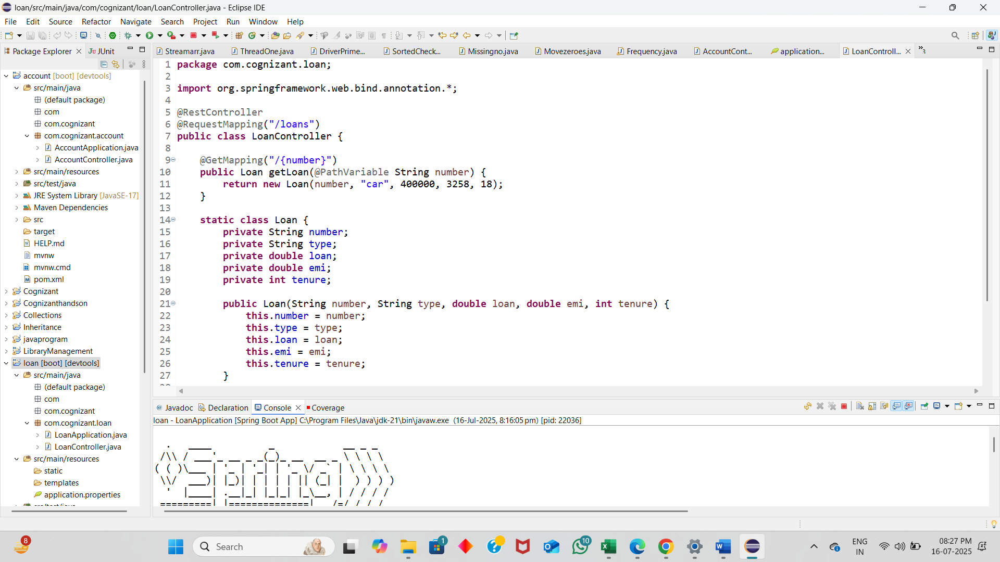 loan/src/main/java/com/cognizant/loan/LoanController.java - Eclipse IDE
File Edit Source Refactor Navigate Search Project Run Window Help
Package Explorer JUnit
Streamarr.java ThreadOne.java DriverPrime... SortedCheck... Missingno.java Movezeroes.java Frequency.java AccountCont... application... LoanControll... »3
account [boot] [devtools]
src/main/java
(default package)
com
com.cognizant
com.cognizant.account
AccountApplication.java
AccountController.java
src/main/resources
src/test/java
JRE System Library [JavaSE-17]
Maven Dependencies
src
target
HELP.md
mvnw
mvnw.cmd
pom.xml
Cognizant
Cognizanthandson
Collections
Inheritance
javaprogram
LibraryManagement
loan [boot] [devtools]
src/main/java
(default package)
com
com.cognizant
com.cognizant.loan
LoanApplication.java
LoanController.java
src/main/resources
static
templates
application.properties
1 package com.cognizant.loan;
2
3 import org.springframework.web.bind.annotation.*;
4
5 @RestController
6 @RequestMapping("/loans")
7 public class LoanController {
8
9 @GetMapping("/{number}")
10 public Loan getLoan(@PathVariable String number) {
11 return new Loan(number, "car", 400000, 3258, 18);
12 }
13
14 static class Loan {
15 private String number;
16 private String type;
17 private double loan;
18 private double emi;
19 private int tenure;
20
21 public Loan(String number, String type, double loan, double emi, int tenure) {
22 this.number = number;
23 this.type = type;
24 this.loan = loan;
25 this.emi = emi;
26 this.tenure = tenure;
27 }
Javadoc Declaration Console Coverage
loan - LoanApplication [Spring Boot App] C:\Program Files\Java\jdk-21\bin\javaw.exe (16-Jul-2025, 8:16:05 pm) [pid: 22036]
Spring
8
Search
1
10
ENG
IN
08:27 PM
16-07-2025